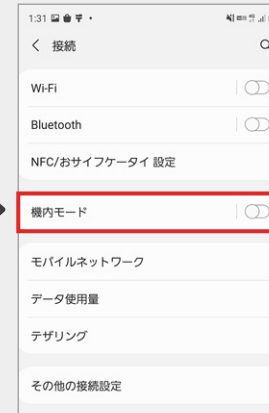 1:31
接続
Wi-Fi
Bluetooth
NFC/おサイフケータイ 設定
機内モード
モバイルネットワーク
データ使用量
テザリング
その他の接続設定